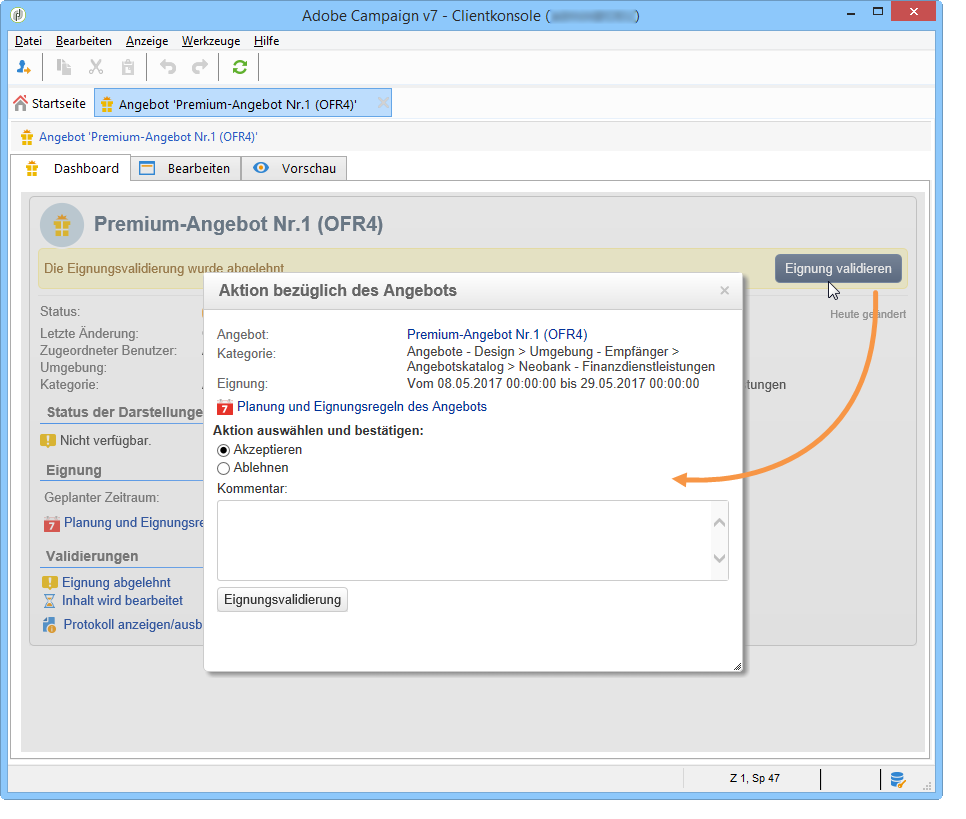 Adobe Campaign v7 - Clientkonsole ( )
Datei Bearbeiten Anzeige Werkzeuge Hilfe
Startseite Angebot 'Premium-Angebot Nr.1 (OFR4)'
Angebot 'Premium-Angebot Nr.1 (OFR4)'
Dashboard Bearbeiten Vorschau
Premium-Angebot Nr.1 (OFR4)
Die Eignungsvalidierung wurde abgelehnt
Eignung validieren
Status:
Heute geändert
Letzte Änderung:
Zugeordneter Benutzer:
Umgebung:
Kategorie:
Status der Darstellunge
Nicht verfügbar.
Eignung
Geplanter Zeitraum:
7 Planung und Eignungsre
Validierungen
Eignung abgelehnt
Inhalt wird bearbeitet
Protokoll anzeigen/ausb
Aktion bezüglich des Angebots
Angebot: Premium-Angebot Nr.1 (OFR4)
Kategorie: Angebote - Design > Umgebung - Empfänger >
Angebotskatalog > Neobank - Finanzdienstleistungen
Eignung: Vom 08.05.2017 00:00:00 bis 29.05.2017 00:00:00
7 Planung und Eignungsregeln des Angebots
Aktion auswählen und bestätigen:
Akzeptieren
Ablehnen
Kommentar:
Eignungsvalidierung
tungen
Z 1, Sp 47